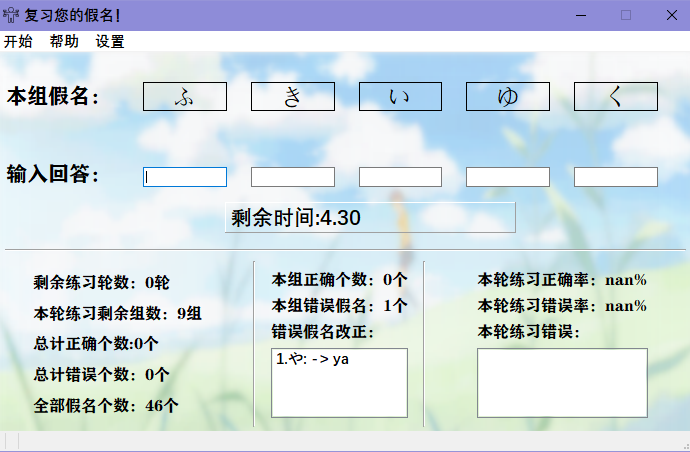 复习您的假名!
开始 帮助 设置
本组假名： ふ き い ゆ く
输入回答：
剩余时间:4.30
剩余练习轮数：0轮
本轮练习剩余组数：9组
总计正确个数:0个
总计错误个数：0个
全部假名个数：46个
本组正确个数：0个
本组错误假名：1个
错误假名改正：
1.や: -> ya
本轮练习正确率：nan%
本轮练习错误率：nan%
本轮练习错误：